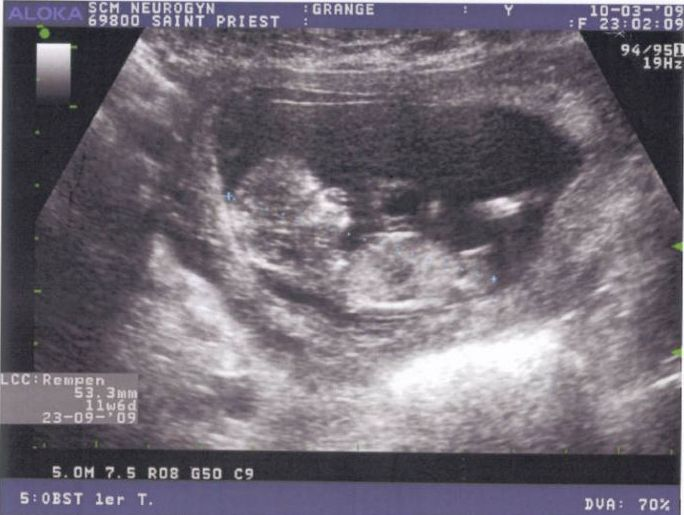 ALOKA SCM NEUROGYN :GRANGE : Y 10-03-'09
69800 SAINT PRIEST : :F 23:02:09
94/951
19Hz
LCC:Rempen
53.3mm
11w6d
23-09-'09
5.0M 7.5 R08 G50 C9
5:OBST 1er T.
DVA: 70%